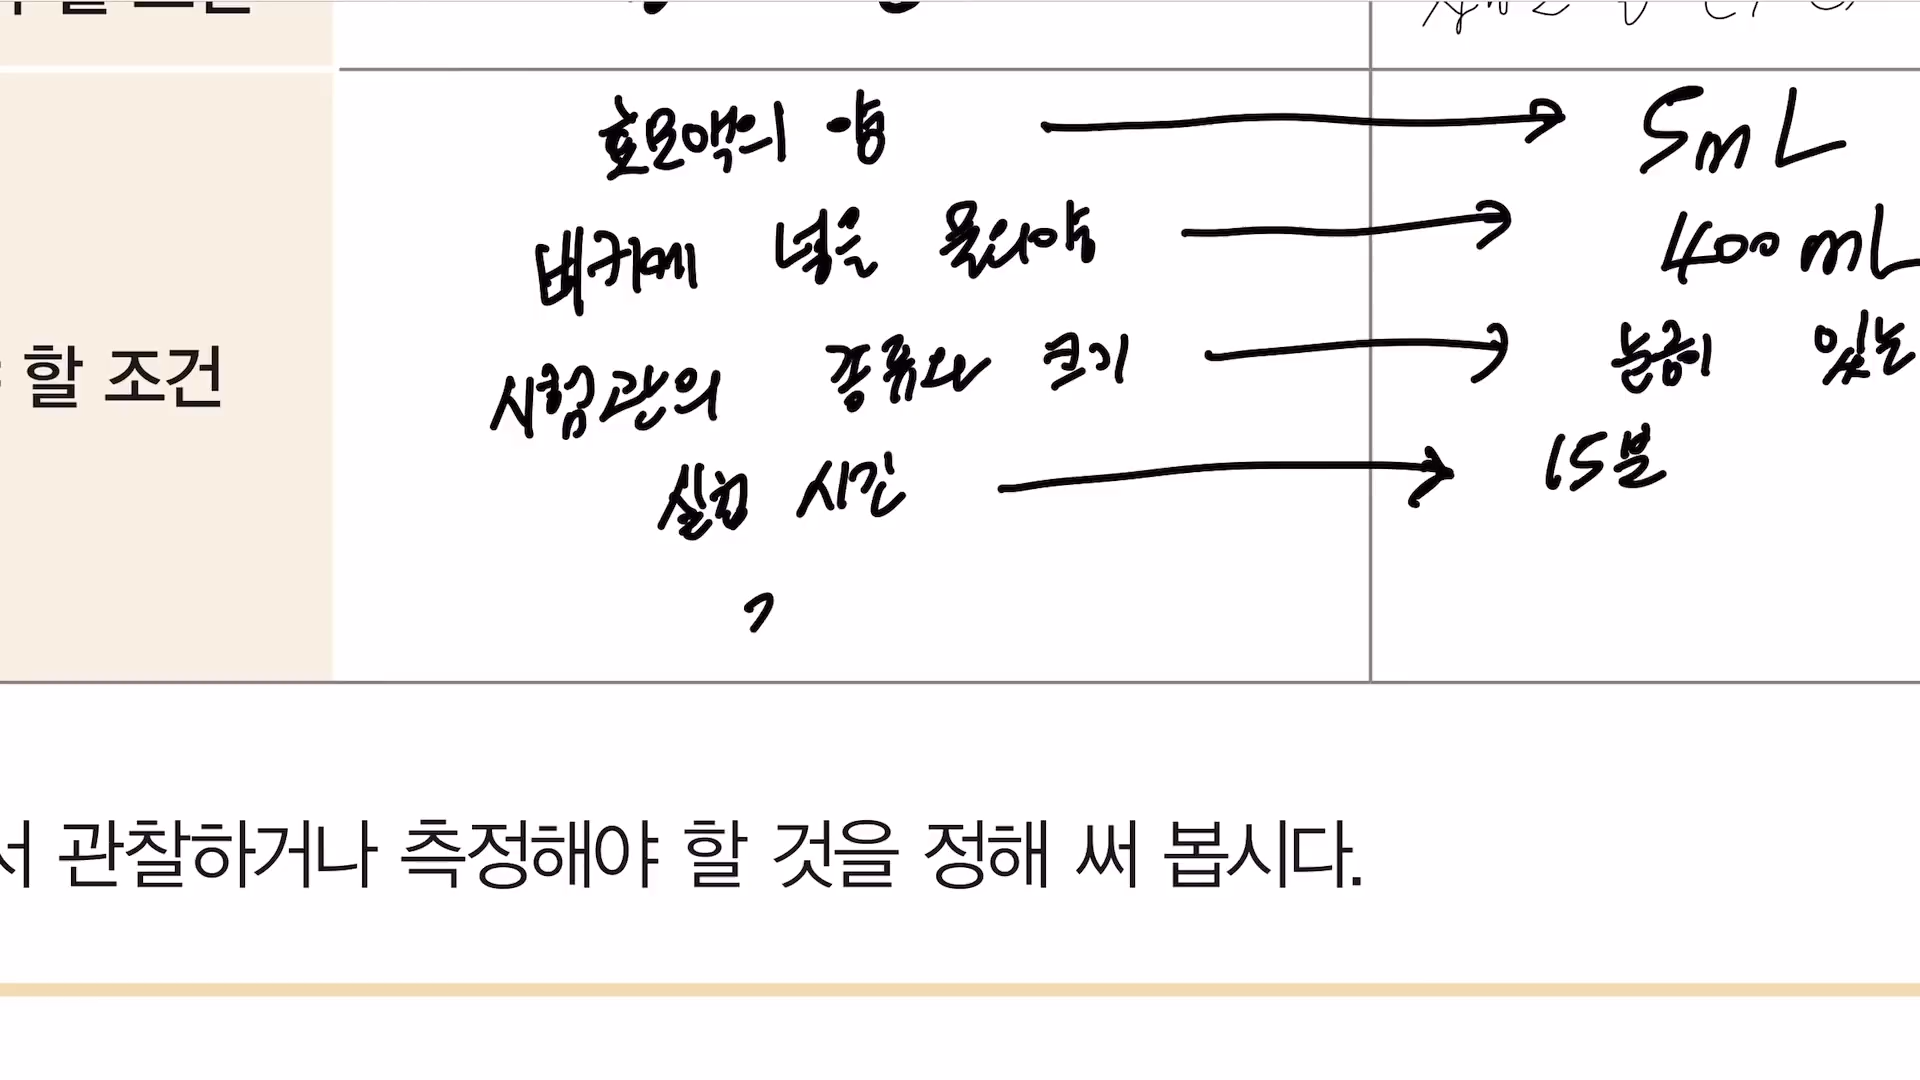 효모액의 양 → 5mL
비커에 넣을 물의 양 → 400mL
시험관의 종류와 크기 → 눈금이 있는
할 조건
실험 시간 → 15분
서 관찰하거나 측정해야 할 것을 정해 써 봅시다.